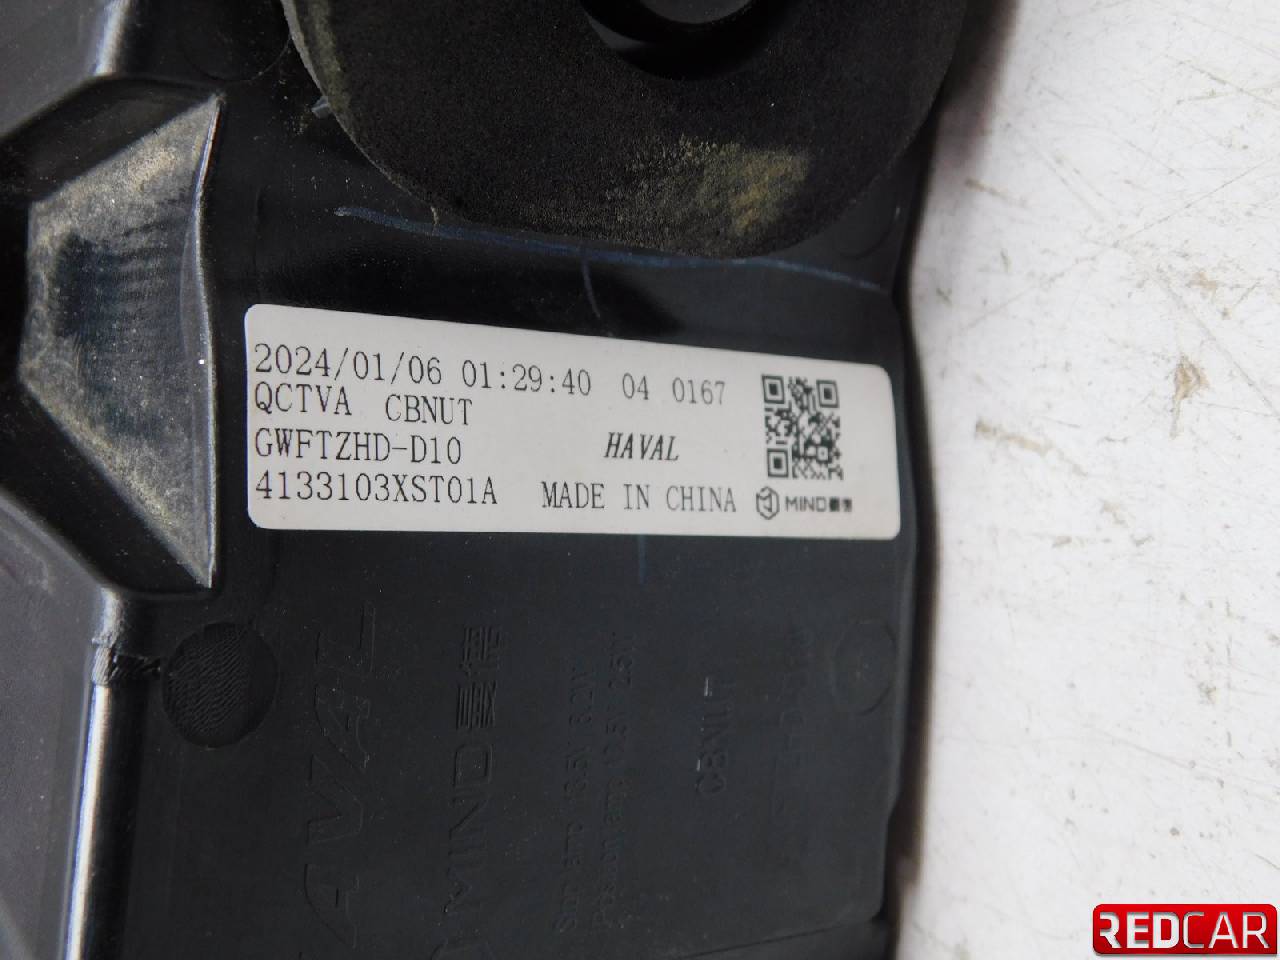 2024/01/06 01:29:40 04 0167
QCTVA CBNUT
GWFTZHD-D10 HAVAL
4133103XST01A MADE IN CHINA MIND
MIND
CBNUT
REDCAR